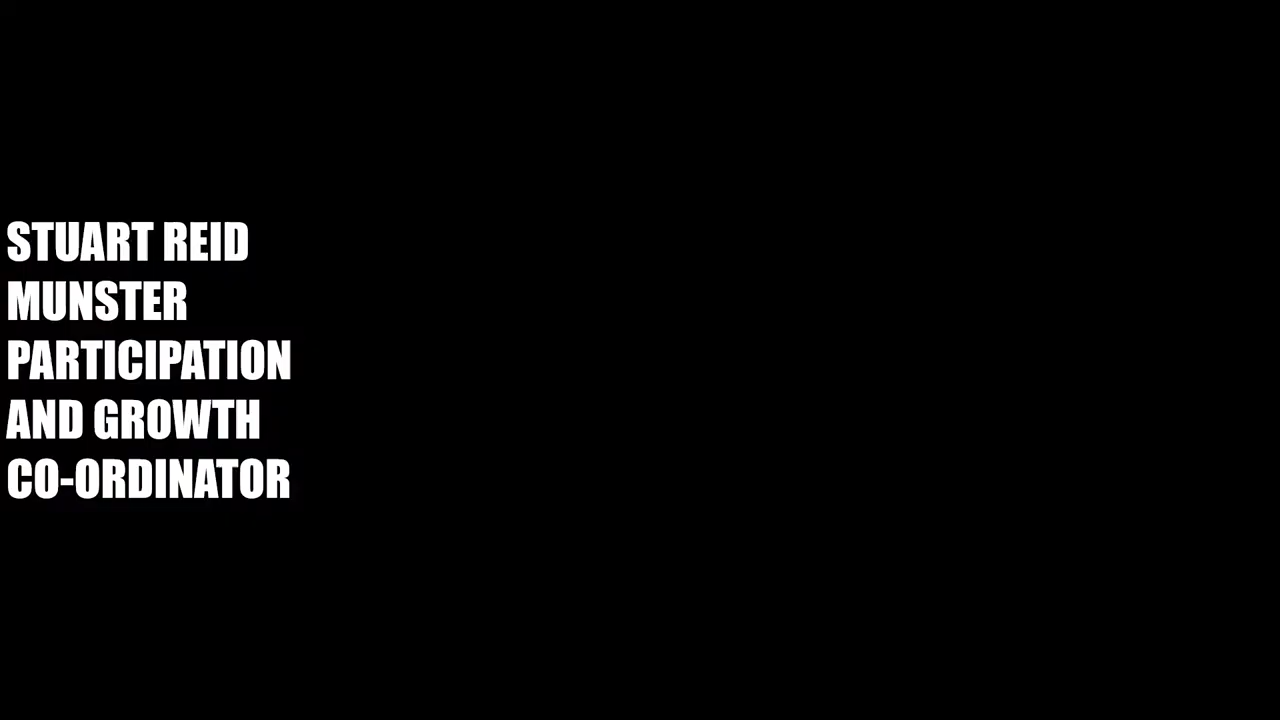 STUART REID
MUNSTER
PARTICIPATION
AND GROWTH
CO-ORDINATOR